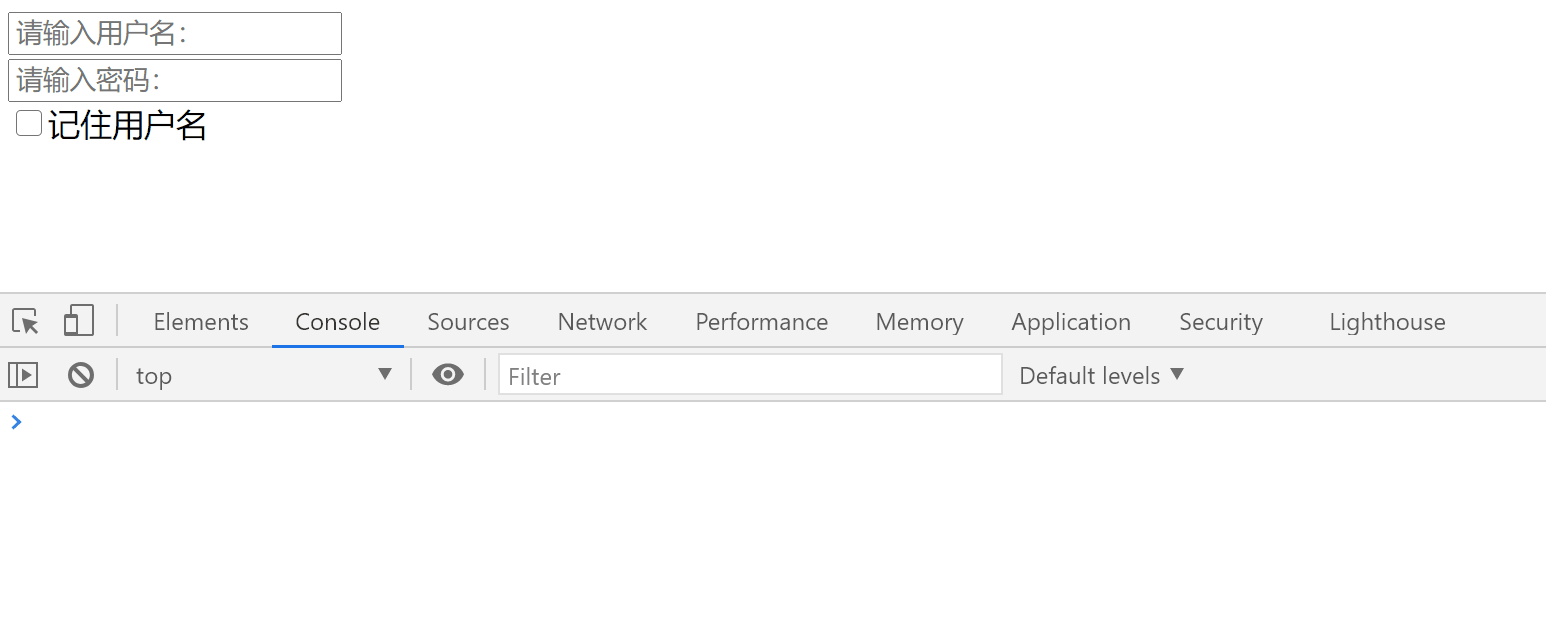 请输入用户名：
请输入密码：
记住用户名
Elements Console Sources Network Performance Memory Application Security Lighthouse
top Filter Default levels